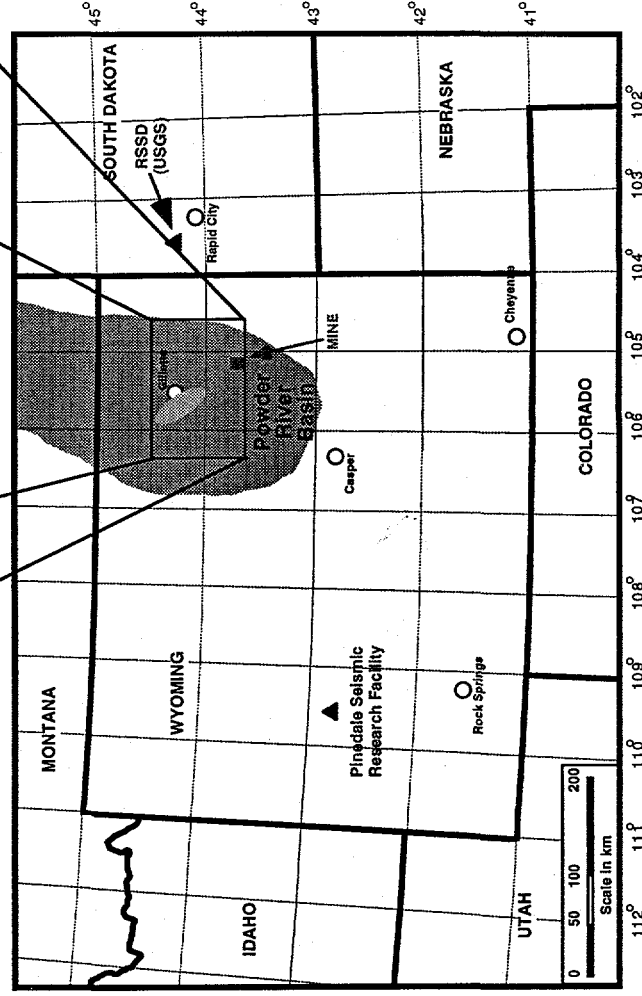 MONTANA
SOUTH DAKOTA
RSSD
(USGS)
Rapid City
WYOMING
Gillette
Powder
River
Basin
MINE
IDAHO
Casper
NEBRASKA
Pinedale Seismic
Research Facility
Rock Springs
Cheyenne
UTAH
COLORADO
0 50 100 200
Scale in km
45°
44°
43°
42°
41°
112° 111° 110° 109° 108° 107° 106° 105° 104° 103° 102°